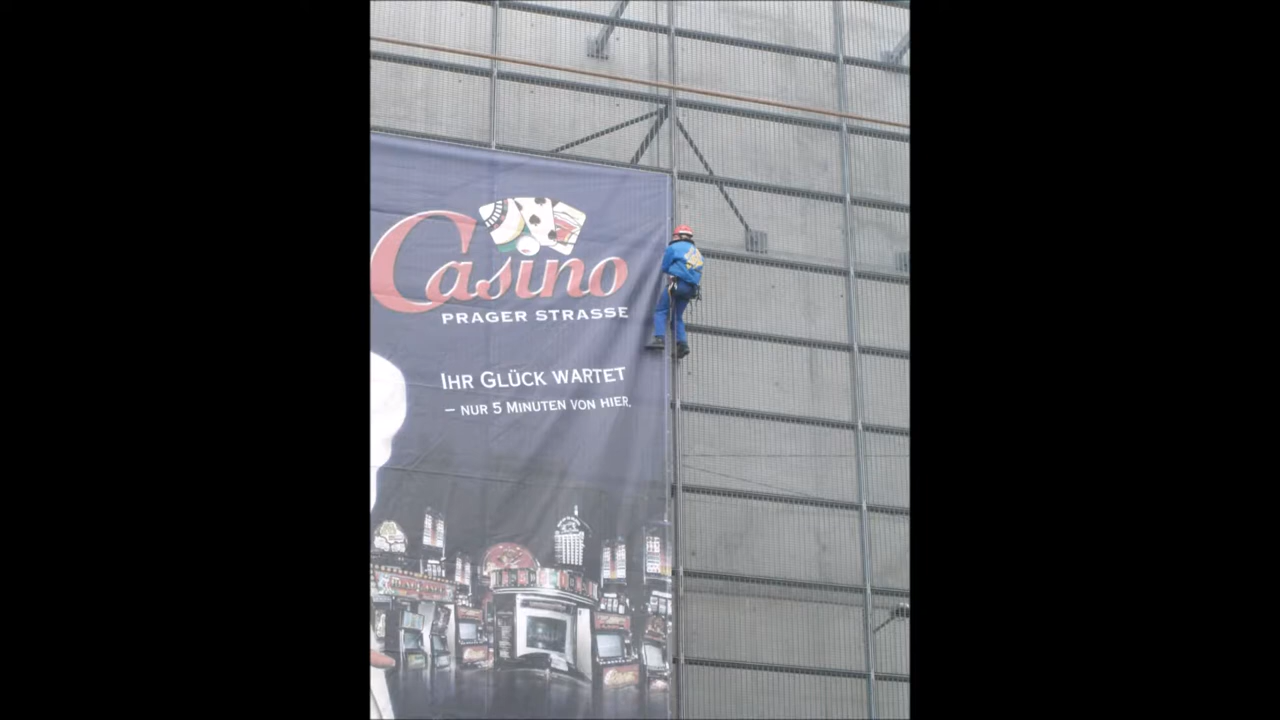 Casino
PRAGER STRASSE
IHR GLÜCK WARTET
– NUR 5 MINUTEN VON HIER.